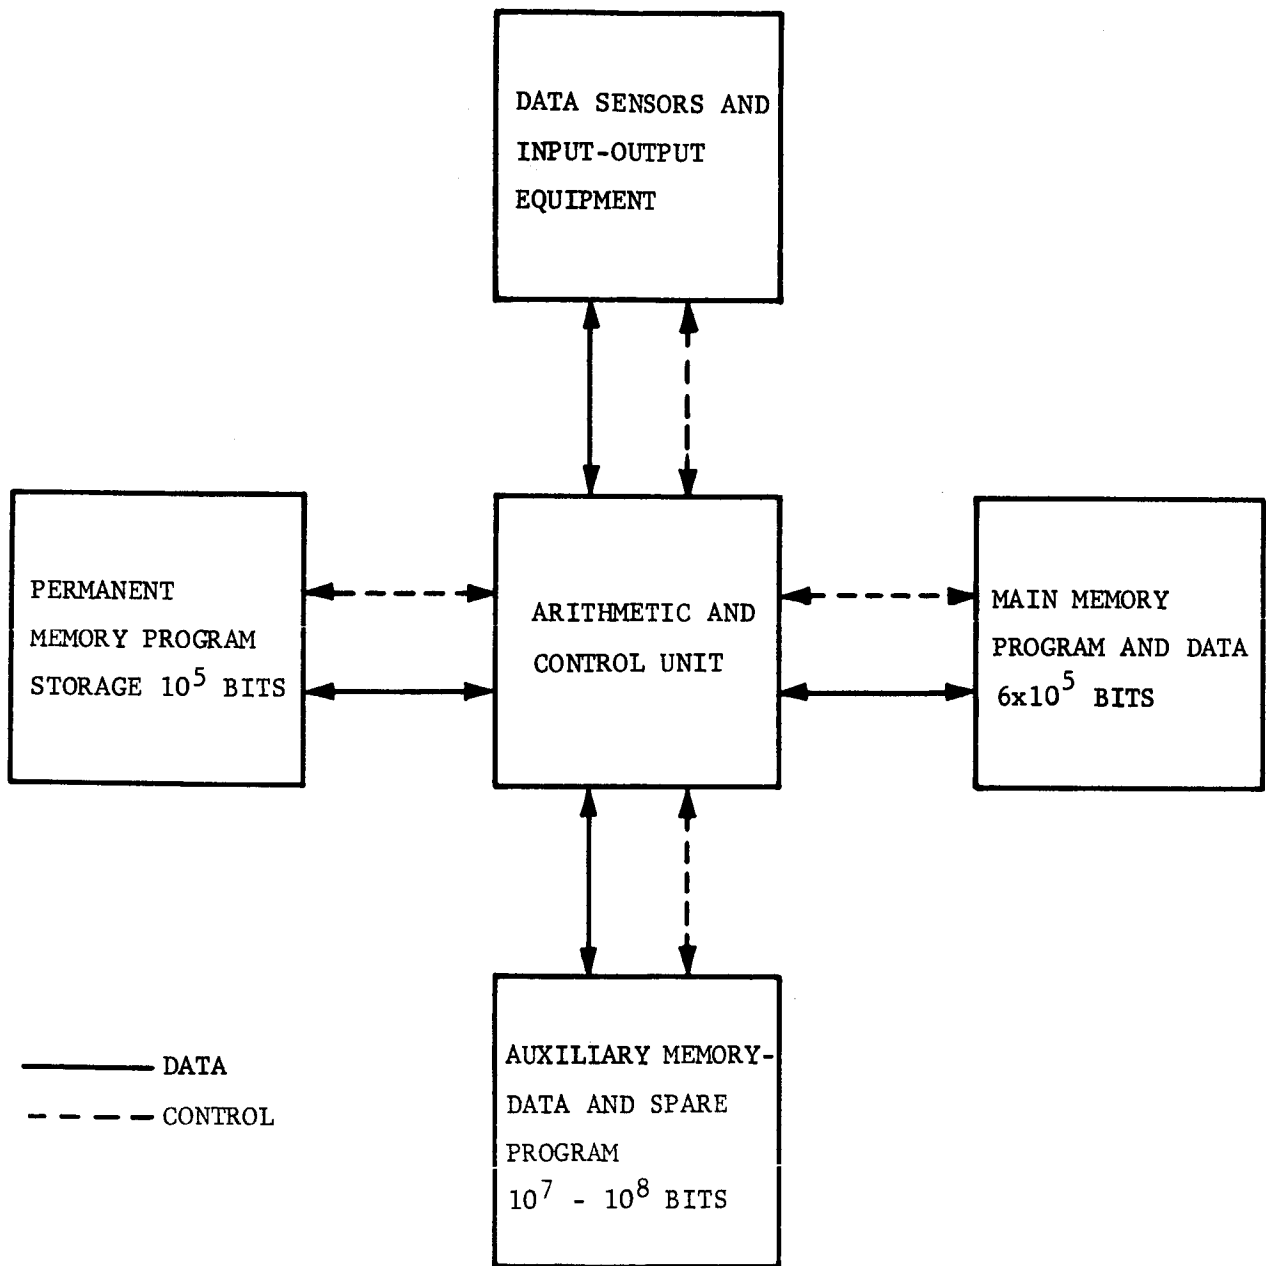 DATA SENSORS AND
INPUT-OUTPUT
EQUIPMENT
PERMANENT
MEMORY PROGRAM
STORAGE 10⁵ BITS
ARITHMETIC AND
CONTROL UNIT
MAIN MEMORY
PROGRAM AND DATA
6x10⁵ BITS
AUXILIARY MEMORY-
DATA AND SPARE
PROGRAM
10⁷ - 10⁸ BITS
DATA
CONTROL